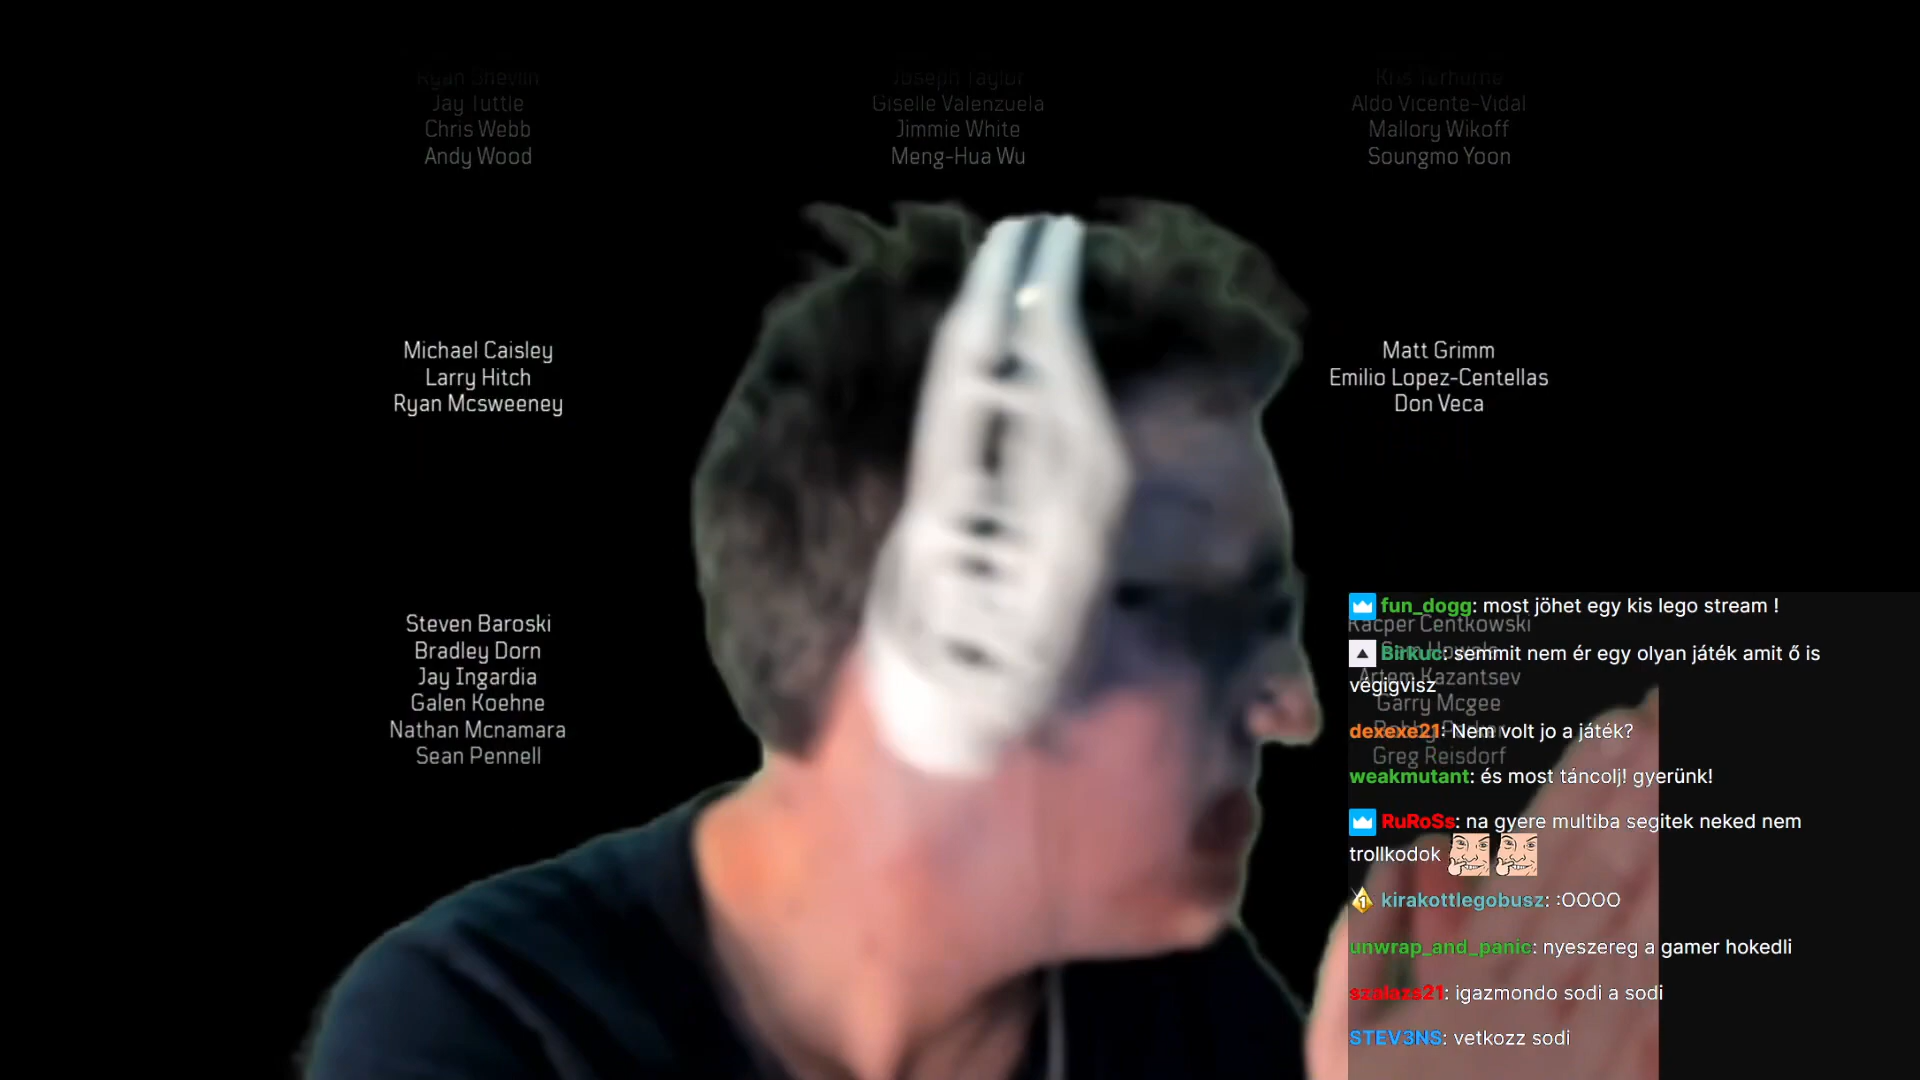 Ryan Shevlin
Jay Tuttle
Chris Webb
Andy Wood
Joseph Taylor
Giselle Valenzuela
Jimmie White
Meng-Hua Wu
Aldo Vicente-Vidal
Mallory Wikoff
Soungmo Yoon
Michael Caisley
Larry Hitch
Ryan Mcsweeney
Matt Grimm
Emilio Lopez-Centellas
Don Veca
Steven Baroski
Bradley Dorn
Jay Ingardia
Galen Koehne
Nathan Mcnamara
Sean Pennell
Kacper Centkowski
Artem Kazantsev
Garry Mcgee
Greg Reisdorf
fun_dogg: most jöhet egy kis lego stream !
Birkuc: semmit nem ér egy olyan játék amit ő is
végigvisz
dexexe21: Nem volt jo a játék?
weakmutant: és most táncolj! gyerünk!
RuRoSs: na gyere multiba segitek neked nem
trollkodok
kirakottlegobusz: :OOOO
unwrap_and_panic: nyeszereg a gamer hokedli
szalazs21: igazmondo sodi a sodi
STEV3NS: vetkozz sodi